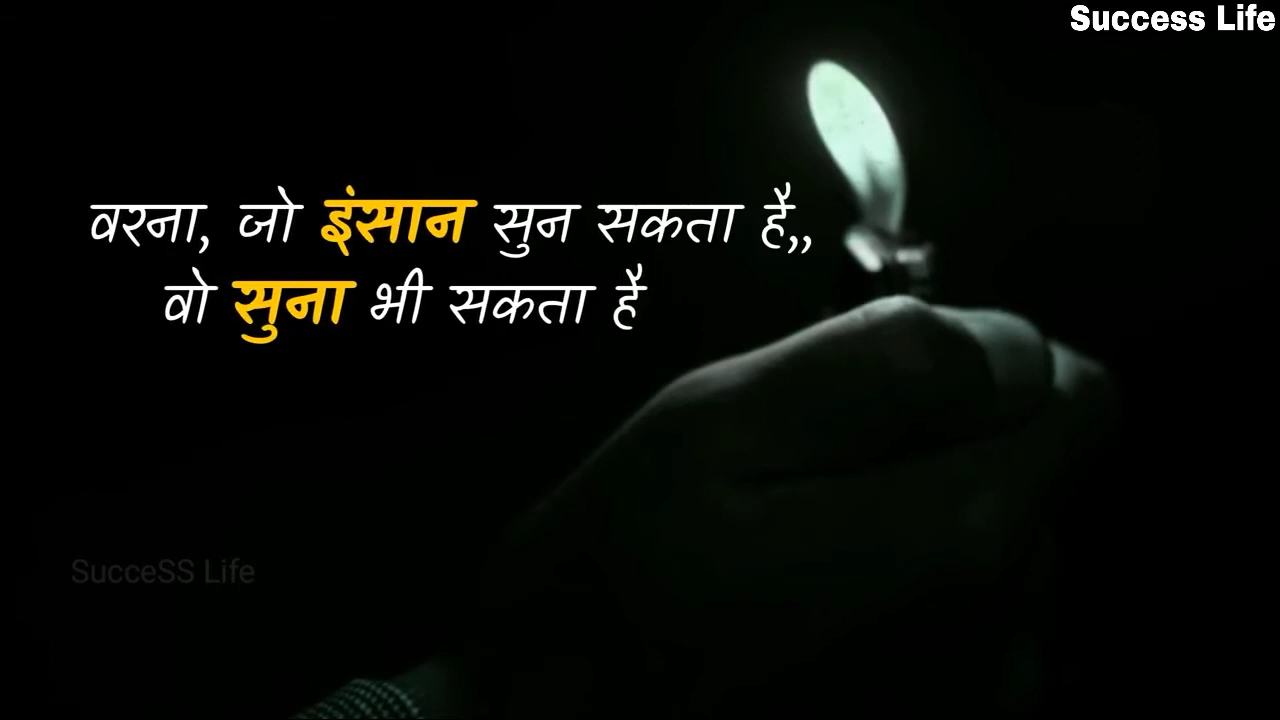 Success Life
वरना, जो इंसान सुन सकता है,,
वो सुना भी सकता है
SucceSS Life